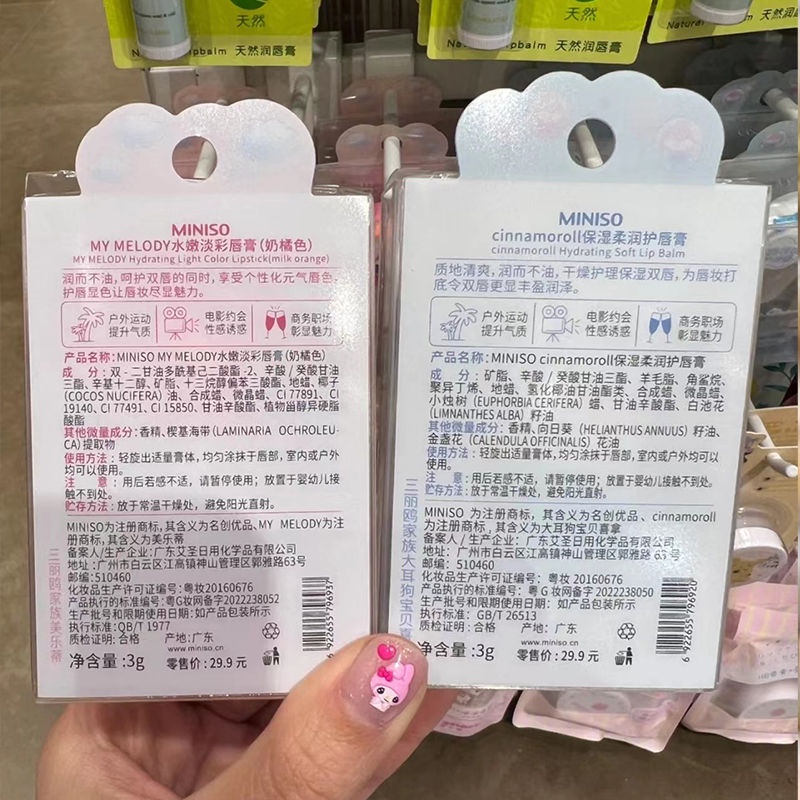 天然
天然
Natural lipbalm 天然润唇膏
天然润唇膏
MINISO
MY MELODY水嫩淡彩唇膏(奶橘色)
MY MELODY Hydrating Light Color Lipstick(milk orange)
润而不油,呵护双唇的同时,享受个性化元气唇色,
护唇显色让唇妆尽显魅力。
户外运动
提升气质
电影约会
性感诱惑
商务职场
彰显魅力
产品名称:MINISO MY MELODY水嫩淡彩唇膏(奶橘色)
成 分:双-二甘油多酰基己二酸酯-2、辛酸/癸酸甘油
三酯、辛基十二醇、矿脂、十三烷醇偏苯三酸酯、地蜡、椰子
(COCOS NUCIFERA)油、合成蜡、微晶蜡、CI 77891、CI
19140、CI 77491、CI 15850、甘油辛酸酯、植物甾醇异硬脂
酸酯
其他微量成分:香精、楔基海带(LAMINARIA OCHROLEU-
CA)提取物
使用方法:轻旋出适量膏体,均匀涂抹于唇部,室内或户外
均可以使用。
注 意:用后若感不适,请暂停使用;放置于婴幼儿接
触不到处。
贮存方法:放于常温干燥处,避免阳光直射。
MINISO为注册商标,其含义为名创优品、MY MELODY为注
册商标,其含义为美乐蒂
备案人/生产企业:广东艾圣日用化学品有限公司
地址:广州市白云区江高镇神山管理区郭雅路63号
邮编:510460
化妆品生产许可证编号:粤妆20160676
产品执行的标准编号:粤G妆网备字2022238052
生产批号和限期使用日期:如产品包装所示
执行标准:QB/T 1977
质检证明:合格 产地:广东
www.miniso.cn
净含量:3g 零售价:29.9 元
三丽鸥家族美乐蒂
6 922655 796937
MINISO
cinnamoroll保湿柔润护唇膏
cinnamoroll Hydrating Soft Lip Balm
质地清爽,润而不油,干燥护理保湿双唇,为唇妆打
底令双唇更显丰盈润泽。
户外运动
提升气质
电影约会
性感诱惑
商务职场
彰显魅力
产品名称:MINISO cinnamoroll保湿柔润护唇膏
成 分:矿脂、辛酸/癸酸甘油三酯、羊毛脂、角鲨烷、
聚异丁烯、地蜡、氢化椰油甘油酯类、合成蜡、微晶蜡、
小烛树(EUPHORBIA CERIFERA)蜡、甘油辛酸酯、白池花
(LIMNANTHES ALBA)籽油
其他微量成分:香精、向日葵(HELIANTHUS ANNUUS)籽油、
金盏花(CALENDULA OFFICINALIS)花油
使用方法:轻旋出适量膏体,均匀涂抹于唇部,室内或户外均可以
使用。
注 意:用后若感不适,请暂停使用;放置于婴幼儿接触不到处。
贮存方法:放于常温干燥处,避免阳光直射。
MINISO 为注册商标,其含义为名创优品、cinnamoroll
为注册商标,其含义为大耳狗宝贝喜拿
备案人/生产企业:广东艾圣日用化学品有限公司
地址:广州市白云区江高镇神山管理区郭雅路 63 号
邮编:510460
化妆品生产许可证编号:粤妆 20160676
产品执行的标准编号:粤G妆网备字 2022238050
生产批号和限期使用日期:如产品包装所示
执行标准:GB/T 26513
质检证明:合格 产地:广东
www.miniso.cn
净含量:3g 零售价:29.9 元
三丽鸥家族大耳狗宝贝喜
6 922655 796920